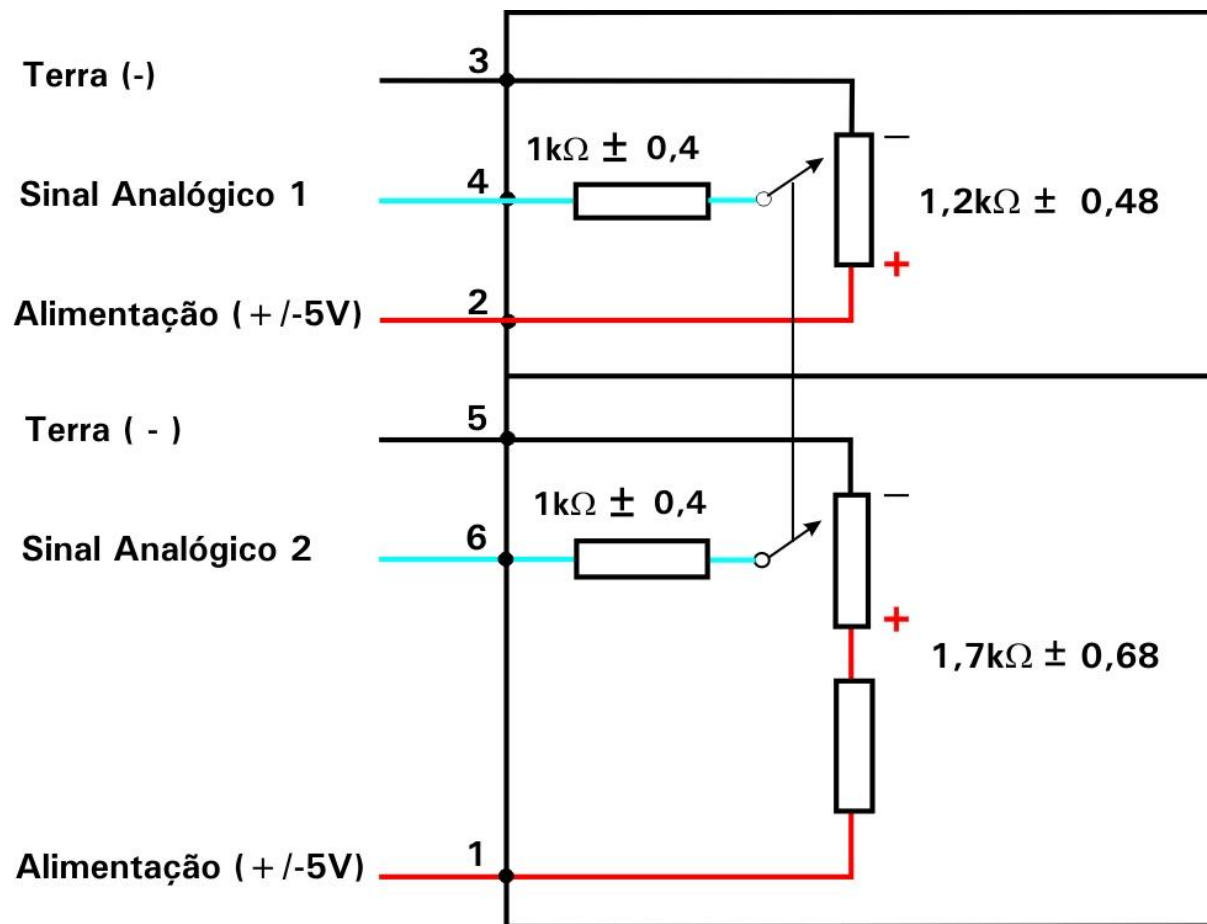 Terra (-)
3
1kΩ ± 0,4
−
Sinal Analógico 1
4
1,2kΩ ± 0,48
+
Alimentação (+/-5V)
2
Terra ( - )
5
1kΩ ± 0,4
−
Sinal Analógico 2
6
+
1,7kΩ ± 0,68
Alimentação (+/-5V)
1